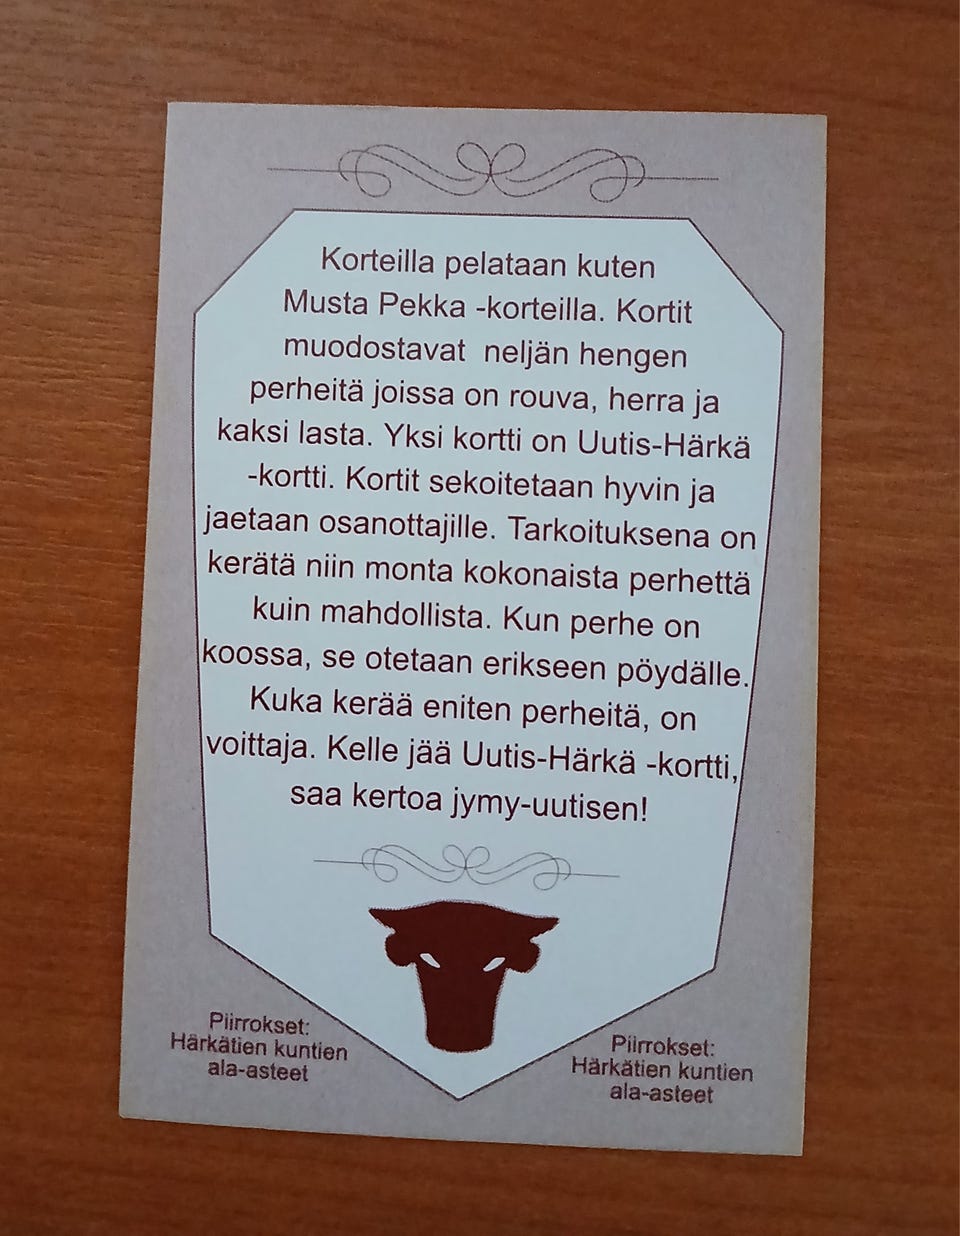 Korteilla pelataan kuten
Musta Pekka -korteilla. Kortit
muodostavat neljän hengen
perheitä joissa on rouva, herra ja
kaksi lasta. Yksi kortti on Uutis-Härkä
-kortti. Kortit sekoitetaan hyvin ja
jaetaan osanottajille. Tarkoituksena on
kerätä niin monta kokonaista perhettä
kuin mahdollista. Kun perhe on
koossa, se otetaan erikseen pöydälle.
Kuka kerää eniten perheitä, on
voittaja. Kelle jää Uutis-Härkä -kortti,
saa kertoa jymy-uutisen!
Piirrokset:
Härkätien kuntien
ala-asteet
Piirrokset:
Härkätien kuntien
ala-asteet